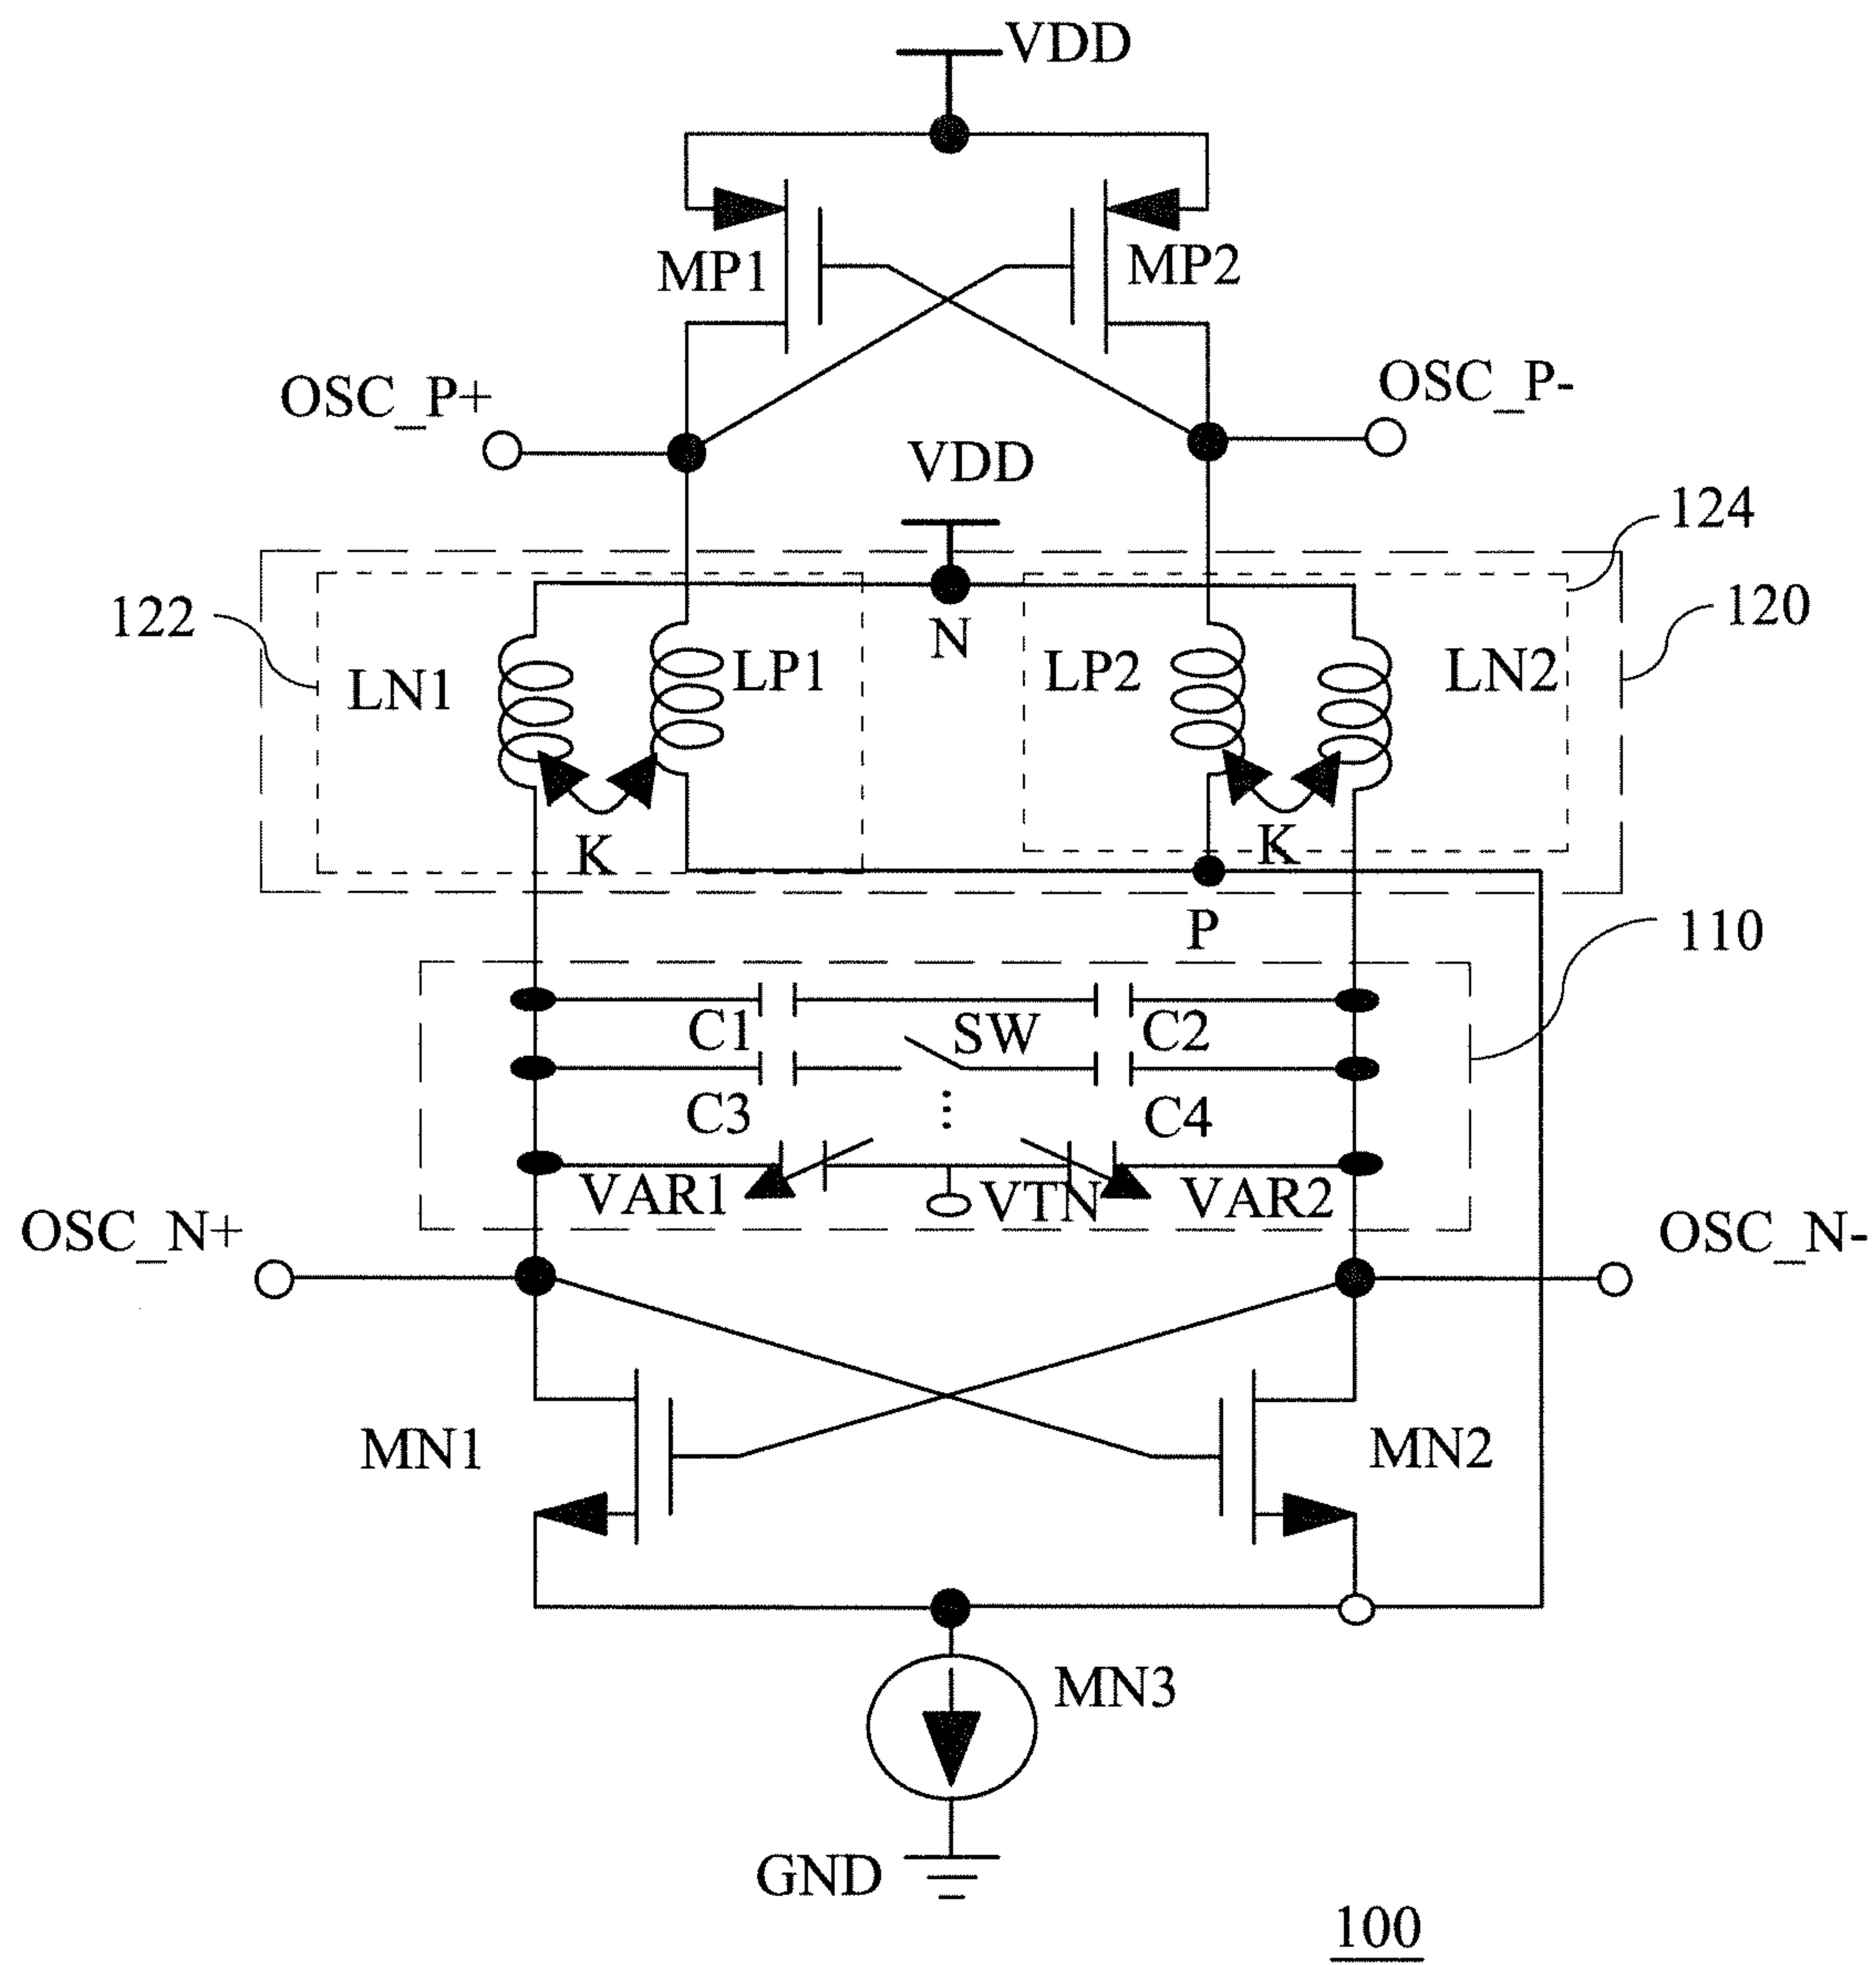 VDD
MP1
MP2
OSC_P+
OSC_P-
VDD
124
122
120
N
LN1
LP1
LP2
LN2
K
K
P
110
C1
SW
C2
C3
C4
VAR1
VTN
VAR2
OSC_N+
OSC_N-
MN1
MN2
MN3
GND
100